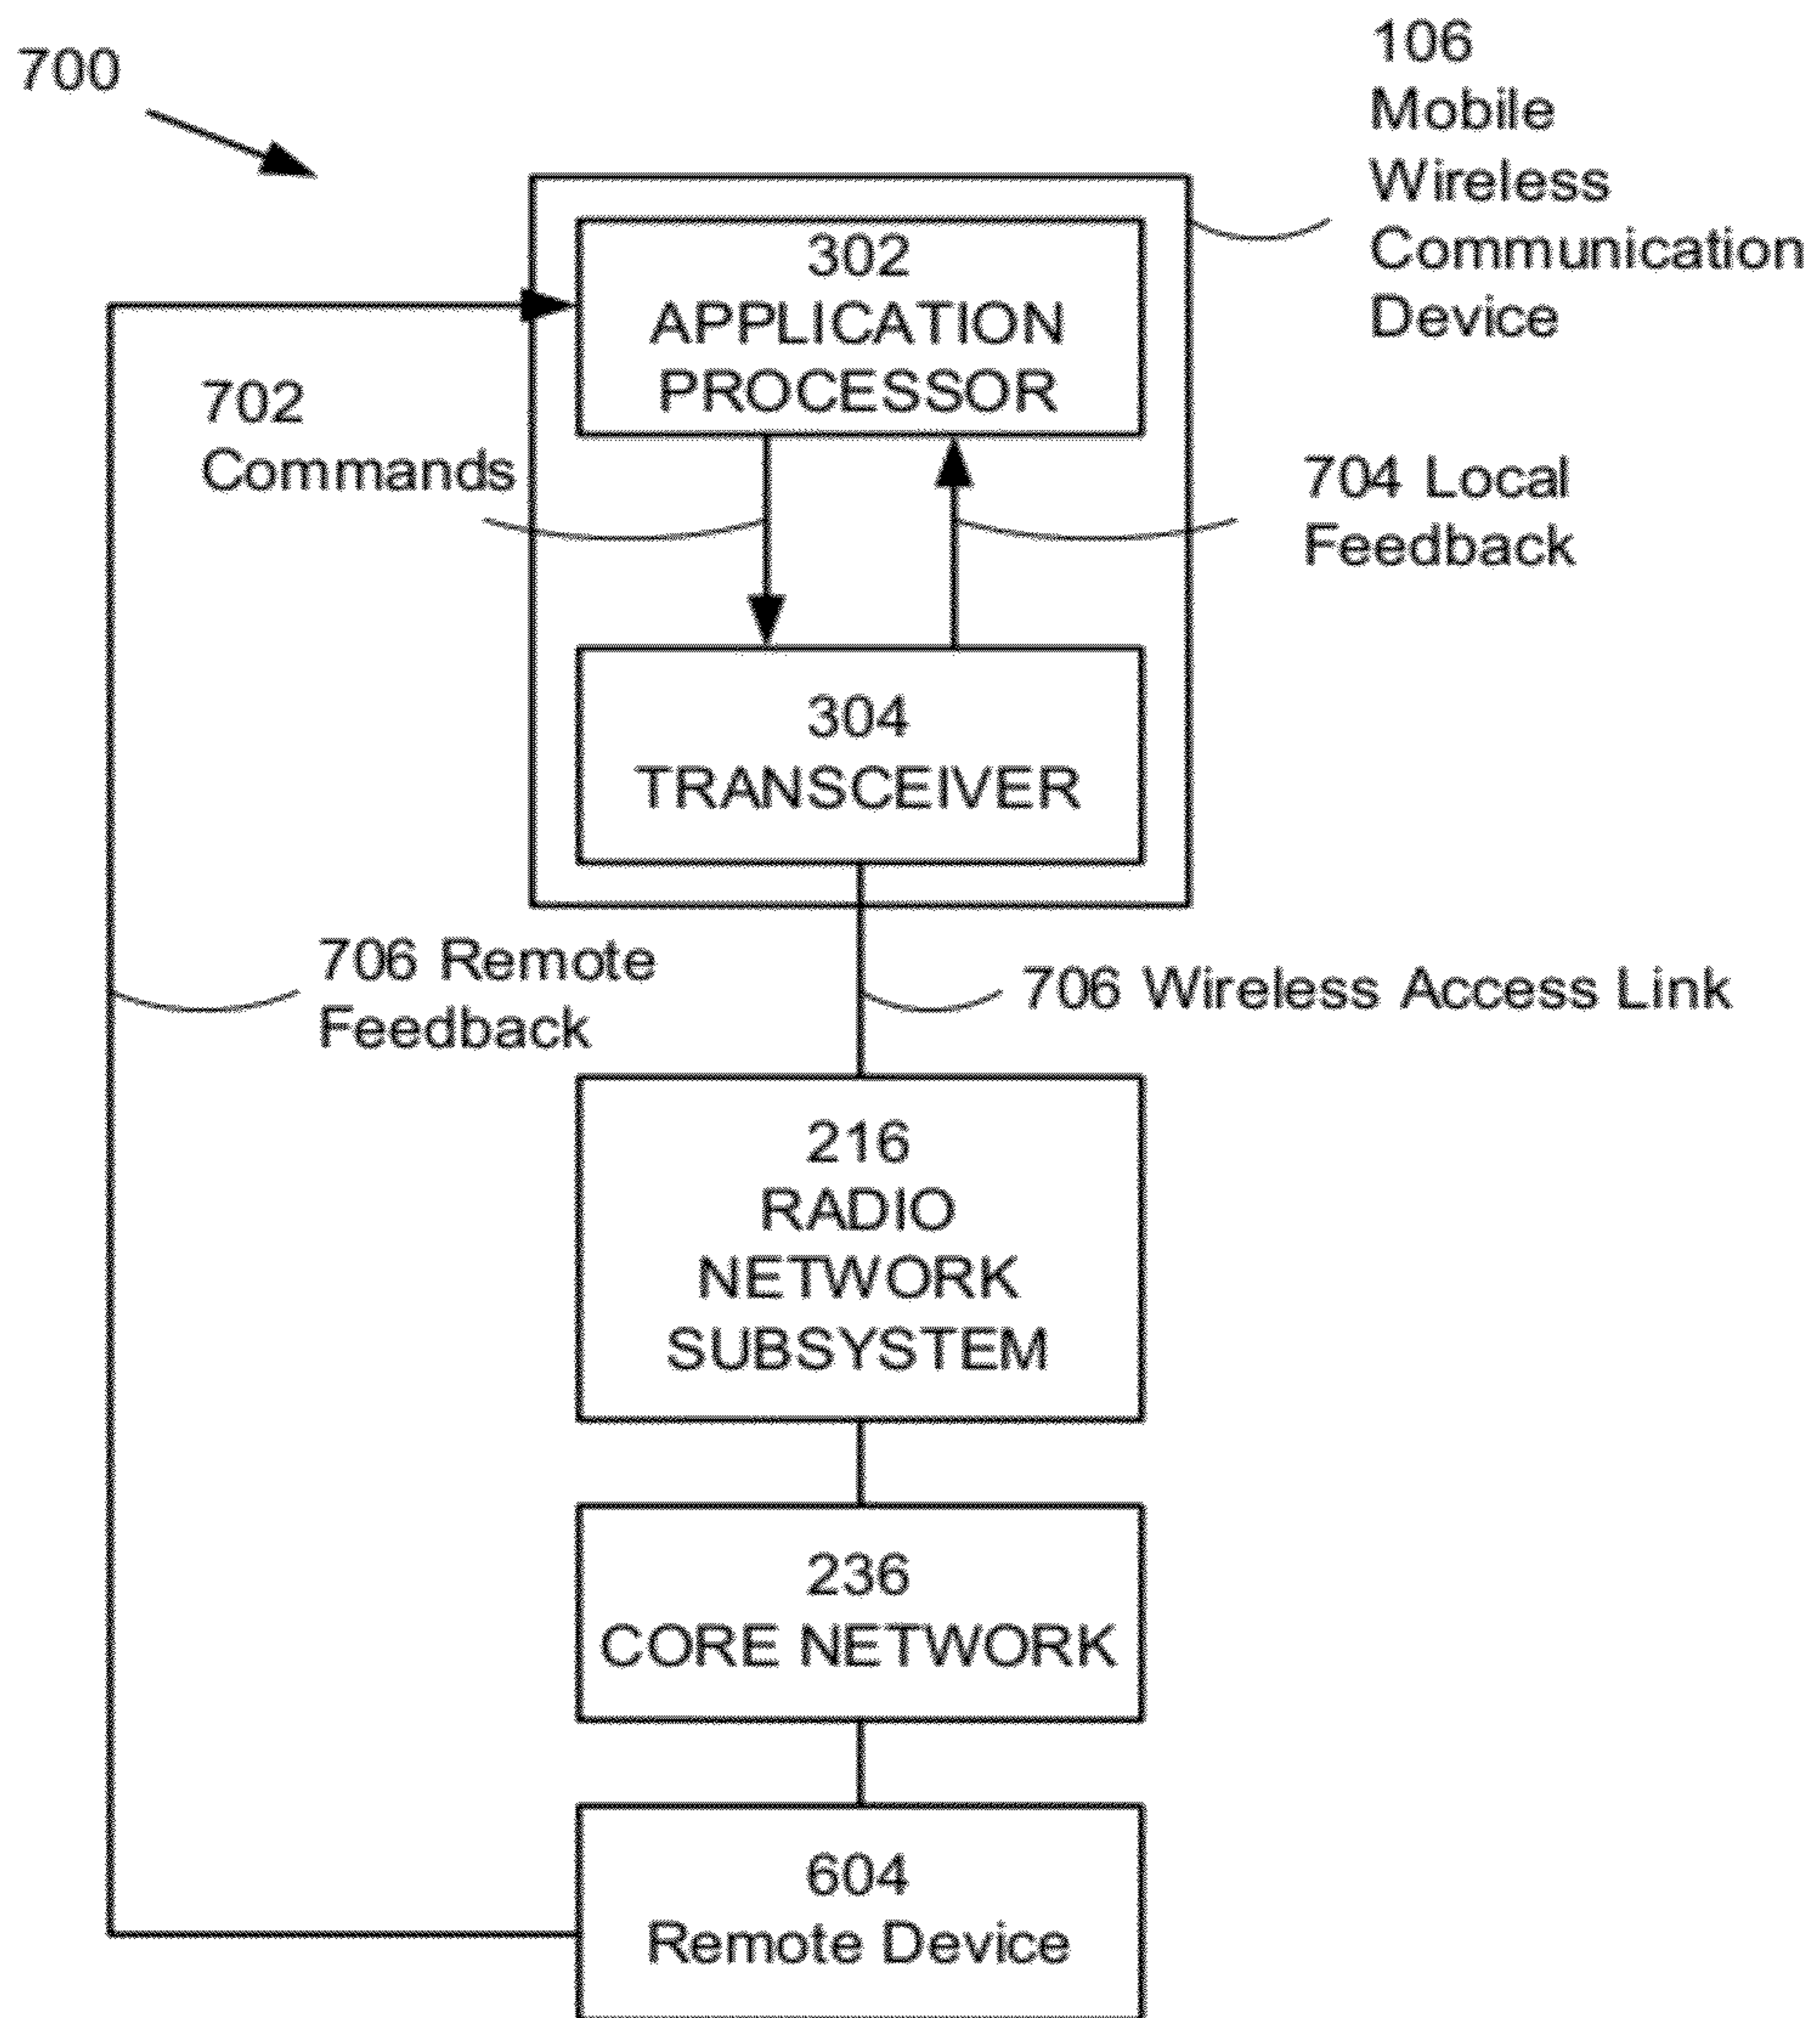 700
106
Mobile
Wireless
Communication
Device
302
APPLICATION
PROCESSOR
702
Commands
704 Local
Feedback
304
TRANSCEIVER
706 Remote
Feedback
706 Wireless Access Link
216
RADIO
NETWORK
SUBSYSTEM
236
CORE NETWORK
604
Remote Device